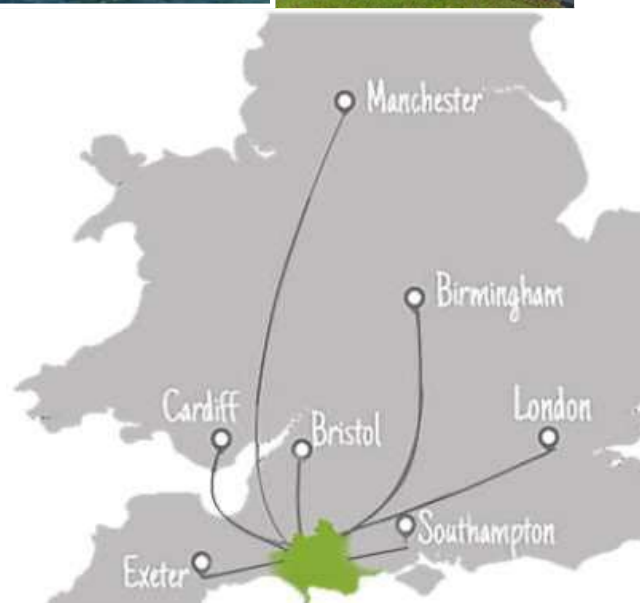 Manchester
Birmingham
Cardiff
Bristol
London
Southampton
Exeter